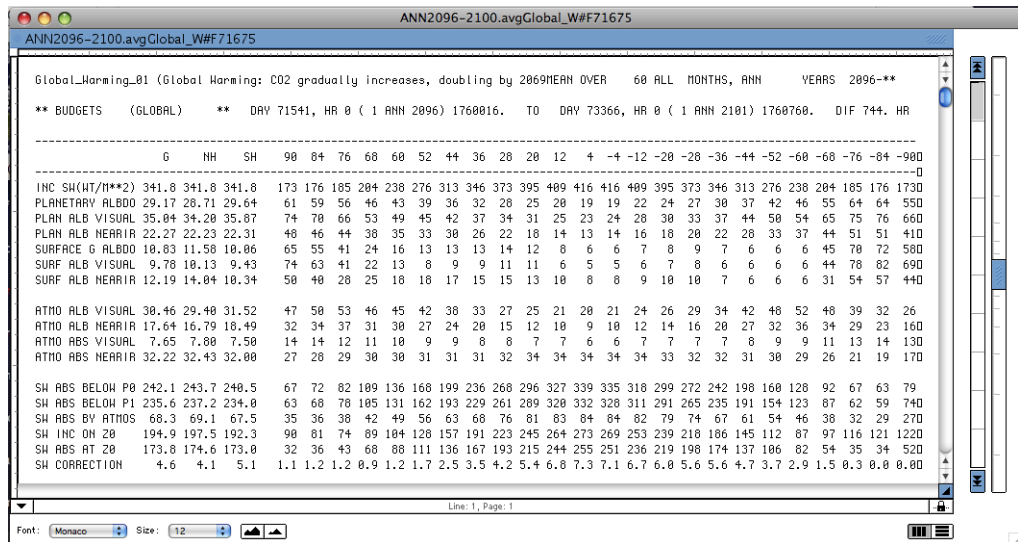 ANN2096-2100.avgGlobal_W#F71675
ANN2096-2100.avgGlobal_W#F71675
Global_Warming_01 (Global Warming: CO2 gradually increases, doubling by 2069MEAN OVER 60 ALL MONTHS, ANN YEARS 2096-**
** BUDGETS (GLOBAL) ** DAY 71541, HR 0 ( 1 ANN 2096) 1760016. TO DAY 73366, HR 0 ( 1 ANN 2101) 1760760. DIF 744. HR
G NH SH 90 84 76 68 60 52 44 36 28 20 12 4 -4 -12 -20 -28 -36 -44 -52 -60 -68 -76 -84 -90
INC SW(WT/M**2) 341.8 341.8 341.8 173 176 185 204 238 276 313 346 373 395 409 416 416 409 395 373 346 313 276 238 204 185 176 173
PLANETARY ALBDO 29.17 28.71 29.64 61 59 56 46 43 39 36 32 28 25 20 19 19 22 24 27 30 37 42 46 55 64 64 55
PLAN ALB VISUAL 35.04 34.20 35.87 74 70 66 53 49 45 42 37 34 31 25 23 24 28 30 33 37 44 50 54 65 75 76 66
PLAN ALB NEARIR 22.27 22.23 22.31 48 46 44 38 35 33 30 26 22 18 14 13 14 16 18 20 22 28 33 37 44 51 51 41
SURFACE G ALBDO 10.83 11.58 10.06 65 55 41 24 16 13 13 13 14 12 8 6 6 7 8 9 7 6 6 6 45 70 72 58
SURF ALB VISUAL 9.78 10.13 9.43 74 63 41 22 13 8 9 9 11 11 6 5 5 6 7 8 6 6 6 6 44 78 82 69
SURF ALB NEARIR 12.19 14.04 10.34 50 40 28 25 18 18 17 15 15 13 10 8 8 9 10 10 7 6 6 6 31 54 57 44
ATMO ALB VISUAL 30.46 29.40 31.52 47 50 53 46 45 42 38 33 27 25 21 20 21 24 26 29 34 42 48 52 48 39 32 26
ATMO ALB NEARIR 17.64 16.79 18.49 32 34 37 31 30 27 24 20 15 12 10 9 10 12 14 16 20 27 32 36 34 29 23 16
ATMO ABS VISUAL 7.65 7.80 7.50 14 14 12 11 10 9 9 8 8 7 7 6 6 7 7 7 7 8 9 9 11 13 14 13
ATMO ABS NEARIR 32.22 32.43 32.00 27 28 29 30 30 31 31 31 32 34 34 34 34 34 33 32 32 31 30 29 26 21 19 17
SW ABS BELOW P0 242.1 243.7 240.5 67 72 82 109 136 168 199 236 268 296 327 339 335 318 299 272 242 198 160 128 92 67 63 79
SW ABS BELOW P1 235.6 237.2 234.0 63 68 78 105 131 162 193 229 261 289 320 332 328 311 291 265 235 191 154 123 87 62 59 74
SW ABS BY ATMOS 68.3 69.1 67.5 35 36 38 42 49 56 63 68 76 81 83 84 84 82 79 74 67 61 54 46 38 32 29 27
SW INC ON Z0 194.9 197.5 192.3 90 81 74 89 104 128 157 191 223 245 264 273 269 253 239 218 186 145 112 87 97 116 121 122
SW ABS AT Z0 173.8 174.6 173.0 32 36 43 68 88 111 136 167 193 215 244 255 251 236 219 198 174 137 106 82 54 35 34 52
SW CORRECTION 4.6 4.1 5.1 1.1 1.2 1.2 0.9 1.2 1.7 2.5 3.5 4.2 5.4 6.8 7.3 7.1 6.7 6.0 5.6 5.6 4.7 3.7 2.9 1.5 0.3 0.0 0.0
Line: 1, Page: 1
Font: Monaco Size: 12